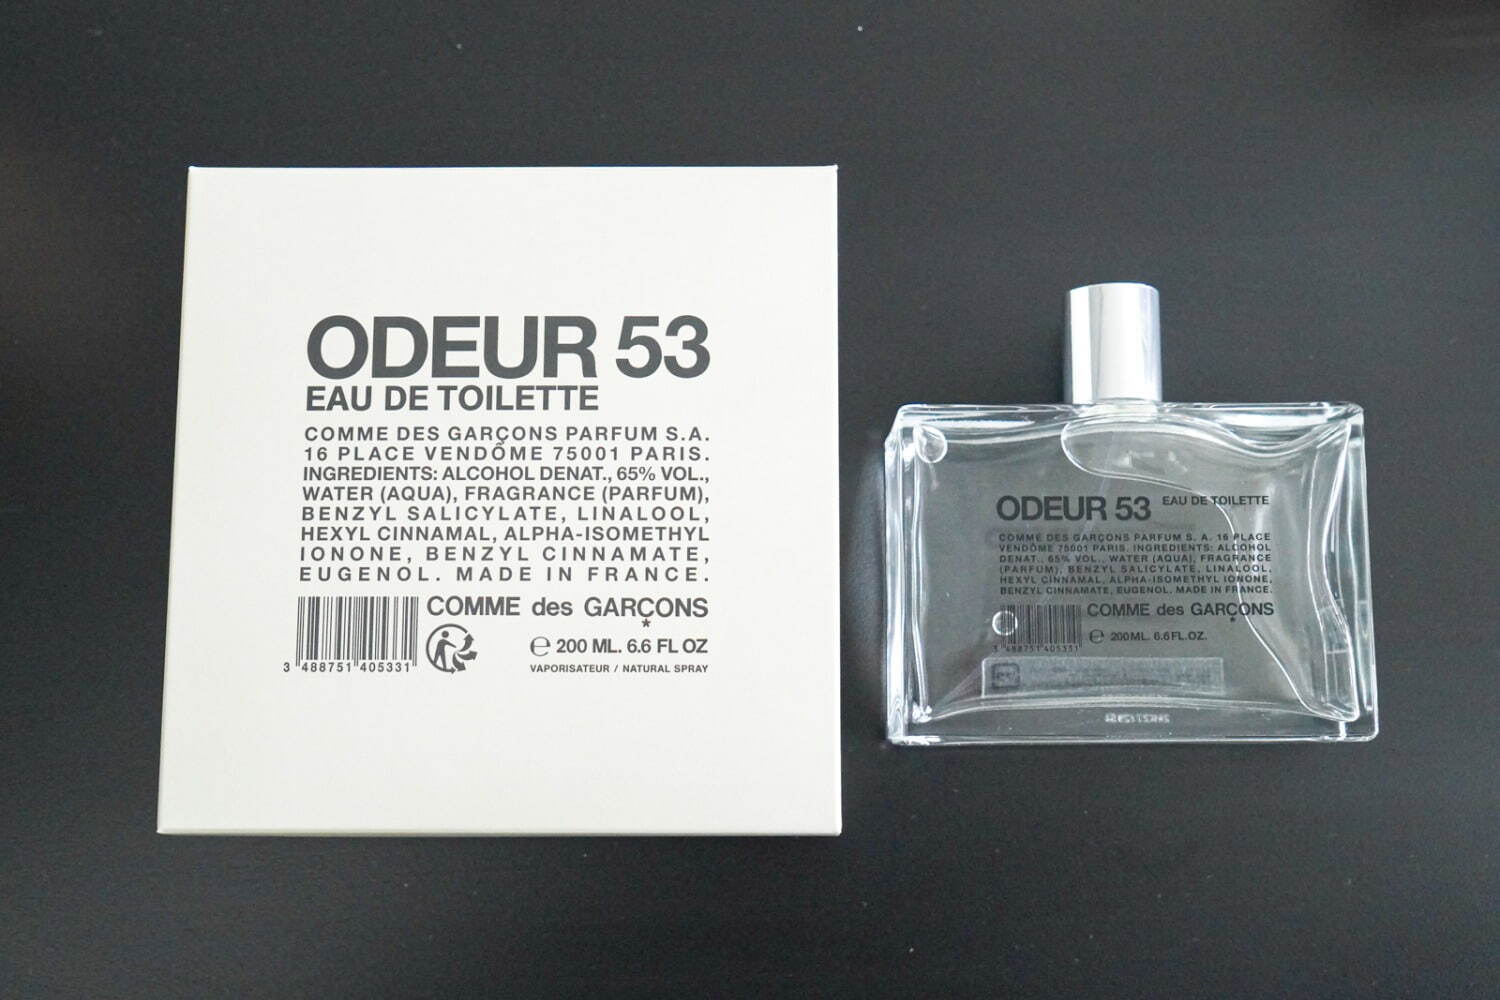 ODEUR 53
EAU DE TOILETTE
COMME DES GARÇONS PARFUM S.A.
16 PLACE VENDÔME 75001 PARIS.
INGREDIENTS: ALCOHOL DENAT., 65% VOL.,
WATER (AQUA), FRAGRANCE (PARFUM),
BENZYL SALICYLATE, LINALOOL,
HEXYL CINNAMAL, ALPHA-ISOMETHYL
IONONE, BENZYL CINNAMATE,
EUGENOL. MADE IN FRANCE.
COMME des GARÇONS
℮ 200 ML. 6.6 FL OZ
VAPORISATEUR / NATURAL SPRAY
3 488751 405331
ODEUR 53 EAU DE TOILETTE
COMME DES GARÇONS PARFUM S. A. 16 PLACE
VENDÔME 75001 PARIS. INGREDIENTS: ALCOHOL
DENAT., 65% VOL., WATER (AQUA), FRAGRANCE
(PARFUM), BENZYL SALICYLATE, LINALOOL,
HEXYL CINNAMAL, ALPHA-ISOMETHYL IONONE,
BENZYL CINNAMATE, EUGENOL. MADE IN FRANCE.
COMME des GARÇONS
℮ 200ML. 6.6FL.OZ.
3 488751 405331